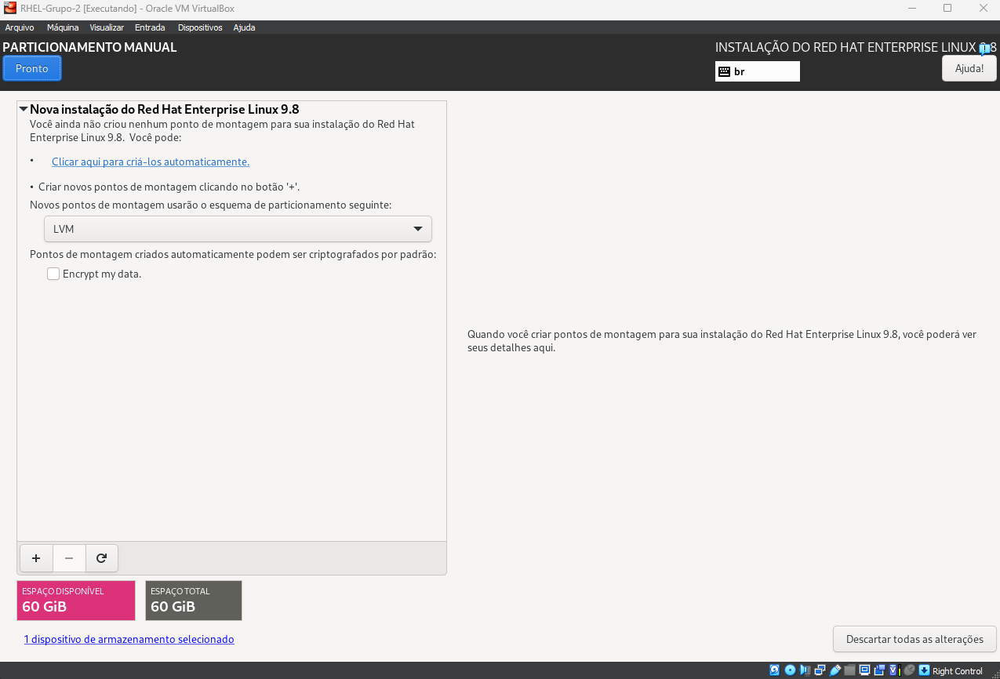 RHEL-Grupo-2 [Executando] - Oracle VM VirtualBox
Arquivo Máquina Visualizar Entrada Dispositivos Ajuda
PARTICIONAMENTO MANUAL
INSTALAÇÃO DO RED HAT ENTERPRISE LINUX 9.8
Pronto
br
Ajuda!
Nova instalação do Red Hat Enterprise Linux 9.8
Você ainda não criou nenhum ponto de montagem para sua instalação do Red Hat
Enterprise Linux 9.8. Você pode:
• Clicar aqui para criá-los automaticamente.
• Criar novos pontos de montagem clicando no botão '+'.
Novos pontos de montagem usarão o esquema de particionamento seguinte:
LVM
Pontos de montagem criados automaticamente podem ser criptografados por padrão:
Encrypt my data.
Quando você criar pontos de montagem para sua instalação do Red Hat Enterprise Linux 9.8, você poderá ver
seus detalhes aqui.
+ −
ESPAÇO DISPONÍVEL
60 GiB
ESPAÇO TOTAL
60 GiB
1 dispositivo de armazenamento selecionado
Descartar todas as alterações
Right Control